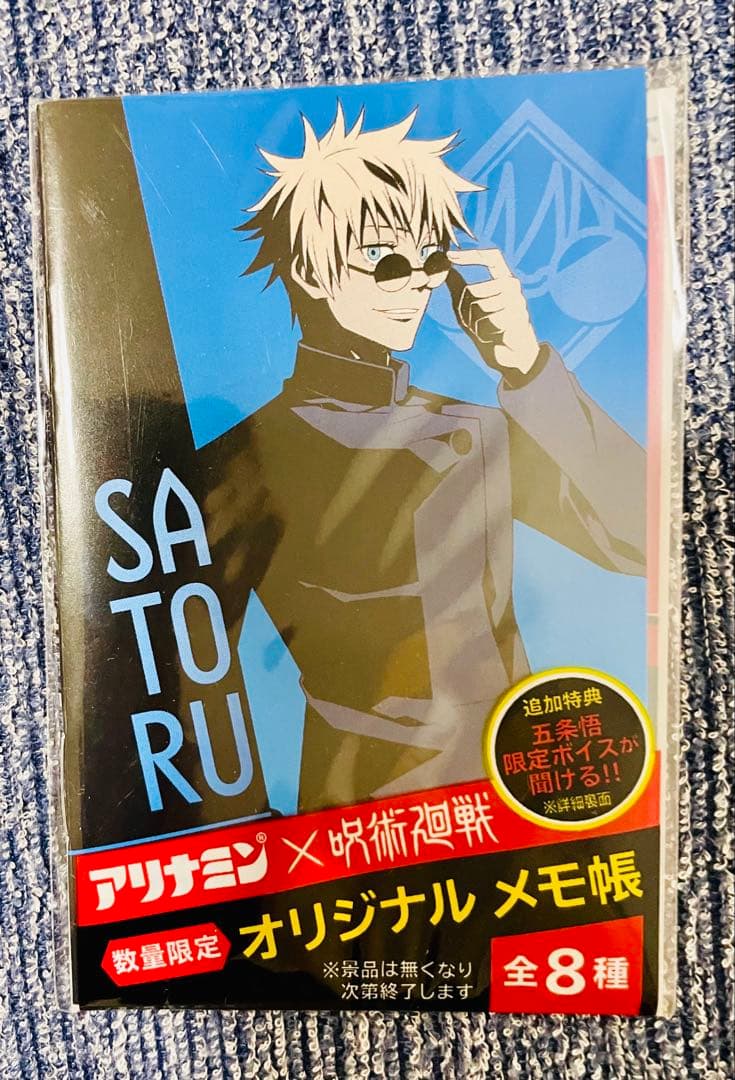 SA
TO
RU
追加特典
五条悟
限定ボイスが
聞ける!!
※詳細裏面
アリナミン® × 呪術廻戦
数量限定 オリジナル メモ帳
※景品は無くなり
次第終了します
全8種